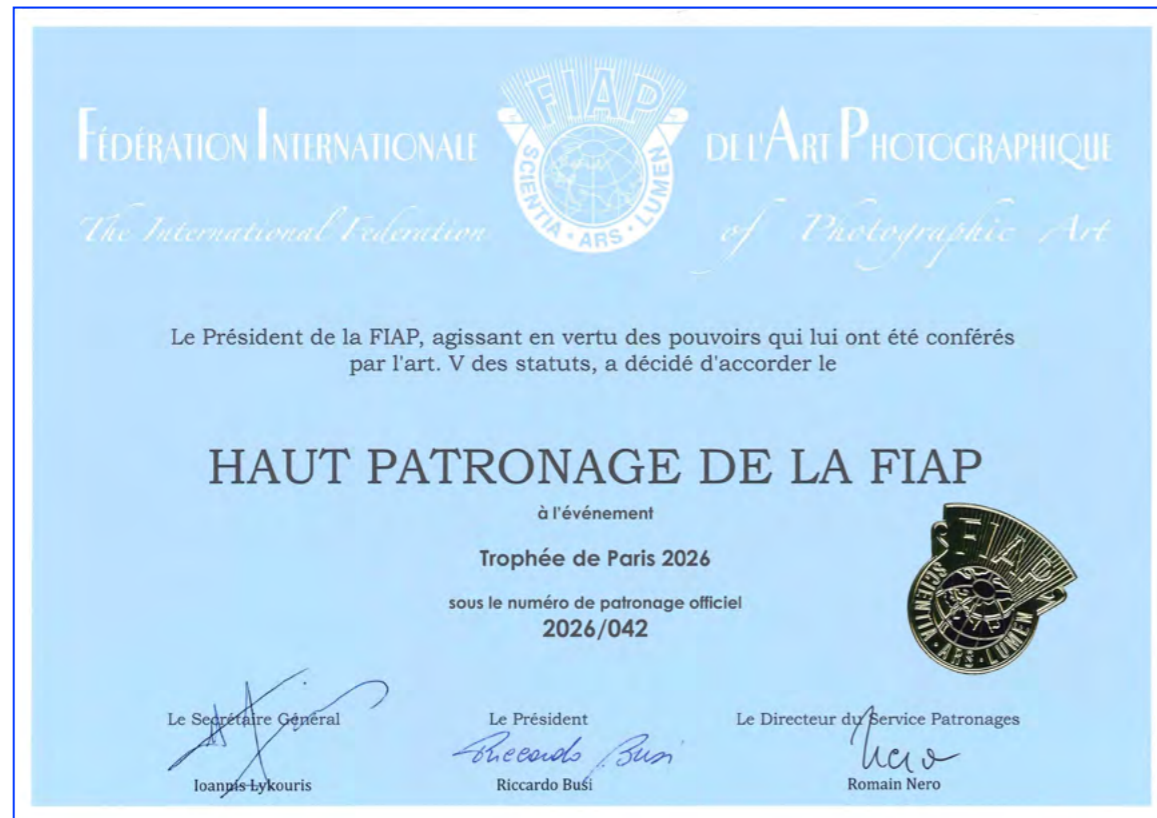 FÉDÉRATION INTERNATIONALE DE L'ART PHOTOGRAPHIQUE
FIAP
SCIENTIA · ARS · LUMEN
The International Federation of Photographic Art
Le Président de la FIAP, agissant en vertu des pouvoirs qui lui ont été conférés
par l'art. V des statuts, a décidé d'accorder le
HAUT PATRONAGE DE LA FIAP
à l'événement
Trophée de Paris 2026
sous le numéro de patronage officiel
2026/042
FIAP
SCIENTIA · ARS · LUMEN
Le Secrétaire Général Le Président Le Directeur du Service Patronages
Riccardo Busi Nero
Ioannis Lykouris Riccardo Busi Romain Nero